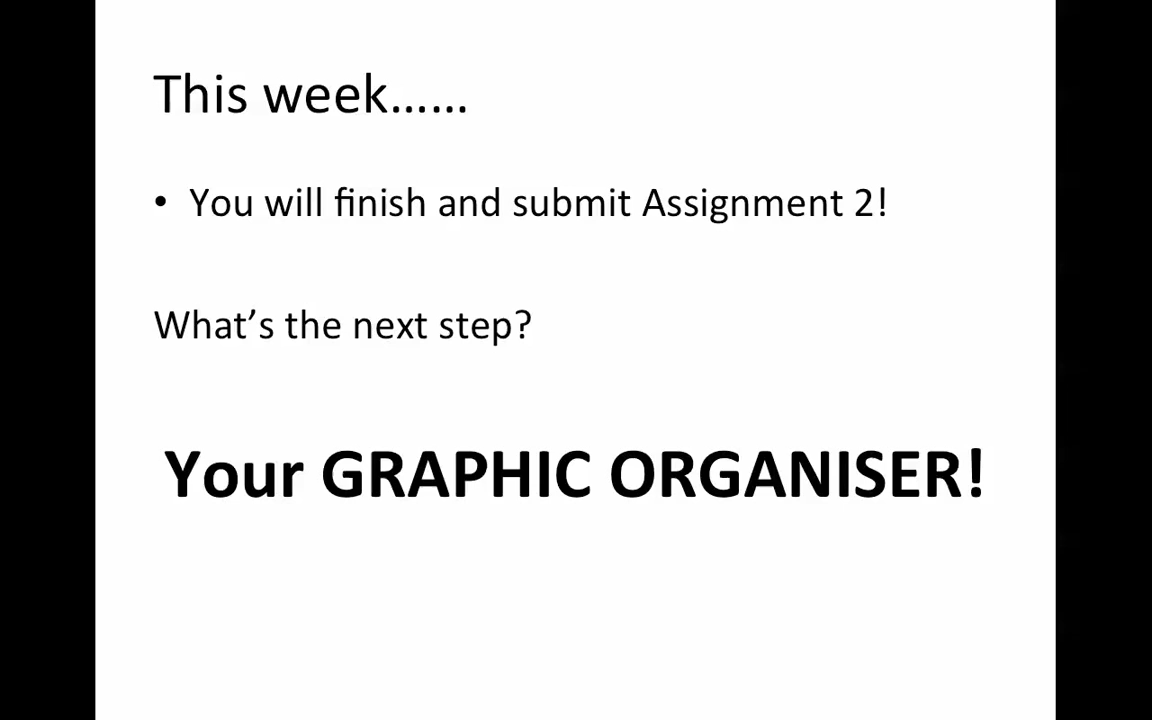 This week......
• You will finish and submit Assignment 2!
What's the next step?
Your GRAPHIC ORGANISER!